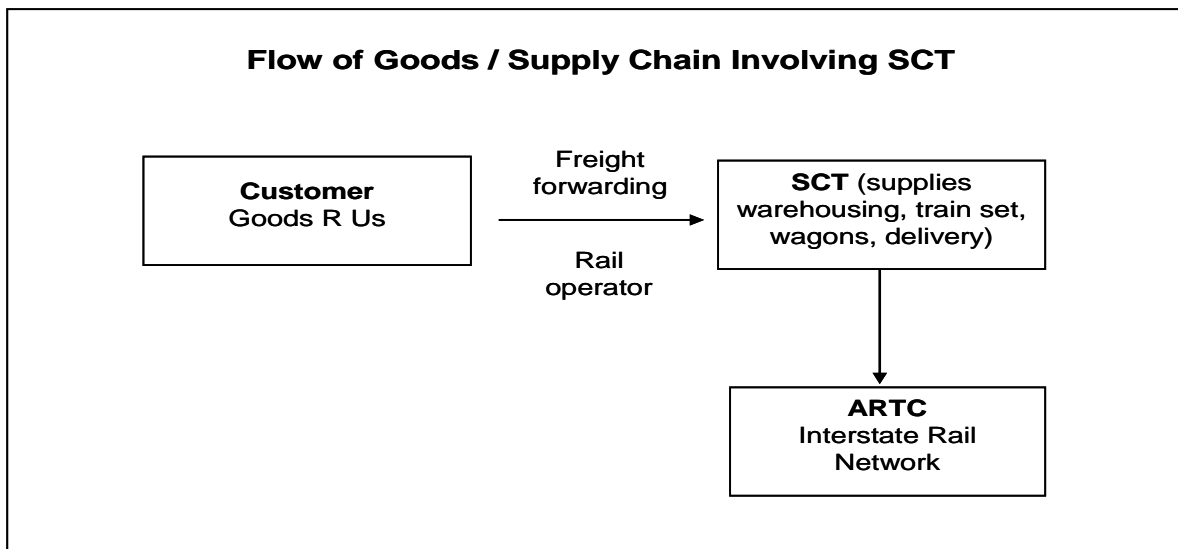 Flow of Goods / Supply Chain Involving SCT
Customer
Goods R Us
Freight
forwarding
Rail
operator
SCT (supplies
warehousing, train set,
wagons, delivery)
ARTC
Interstate Rail
Network